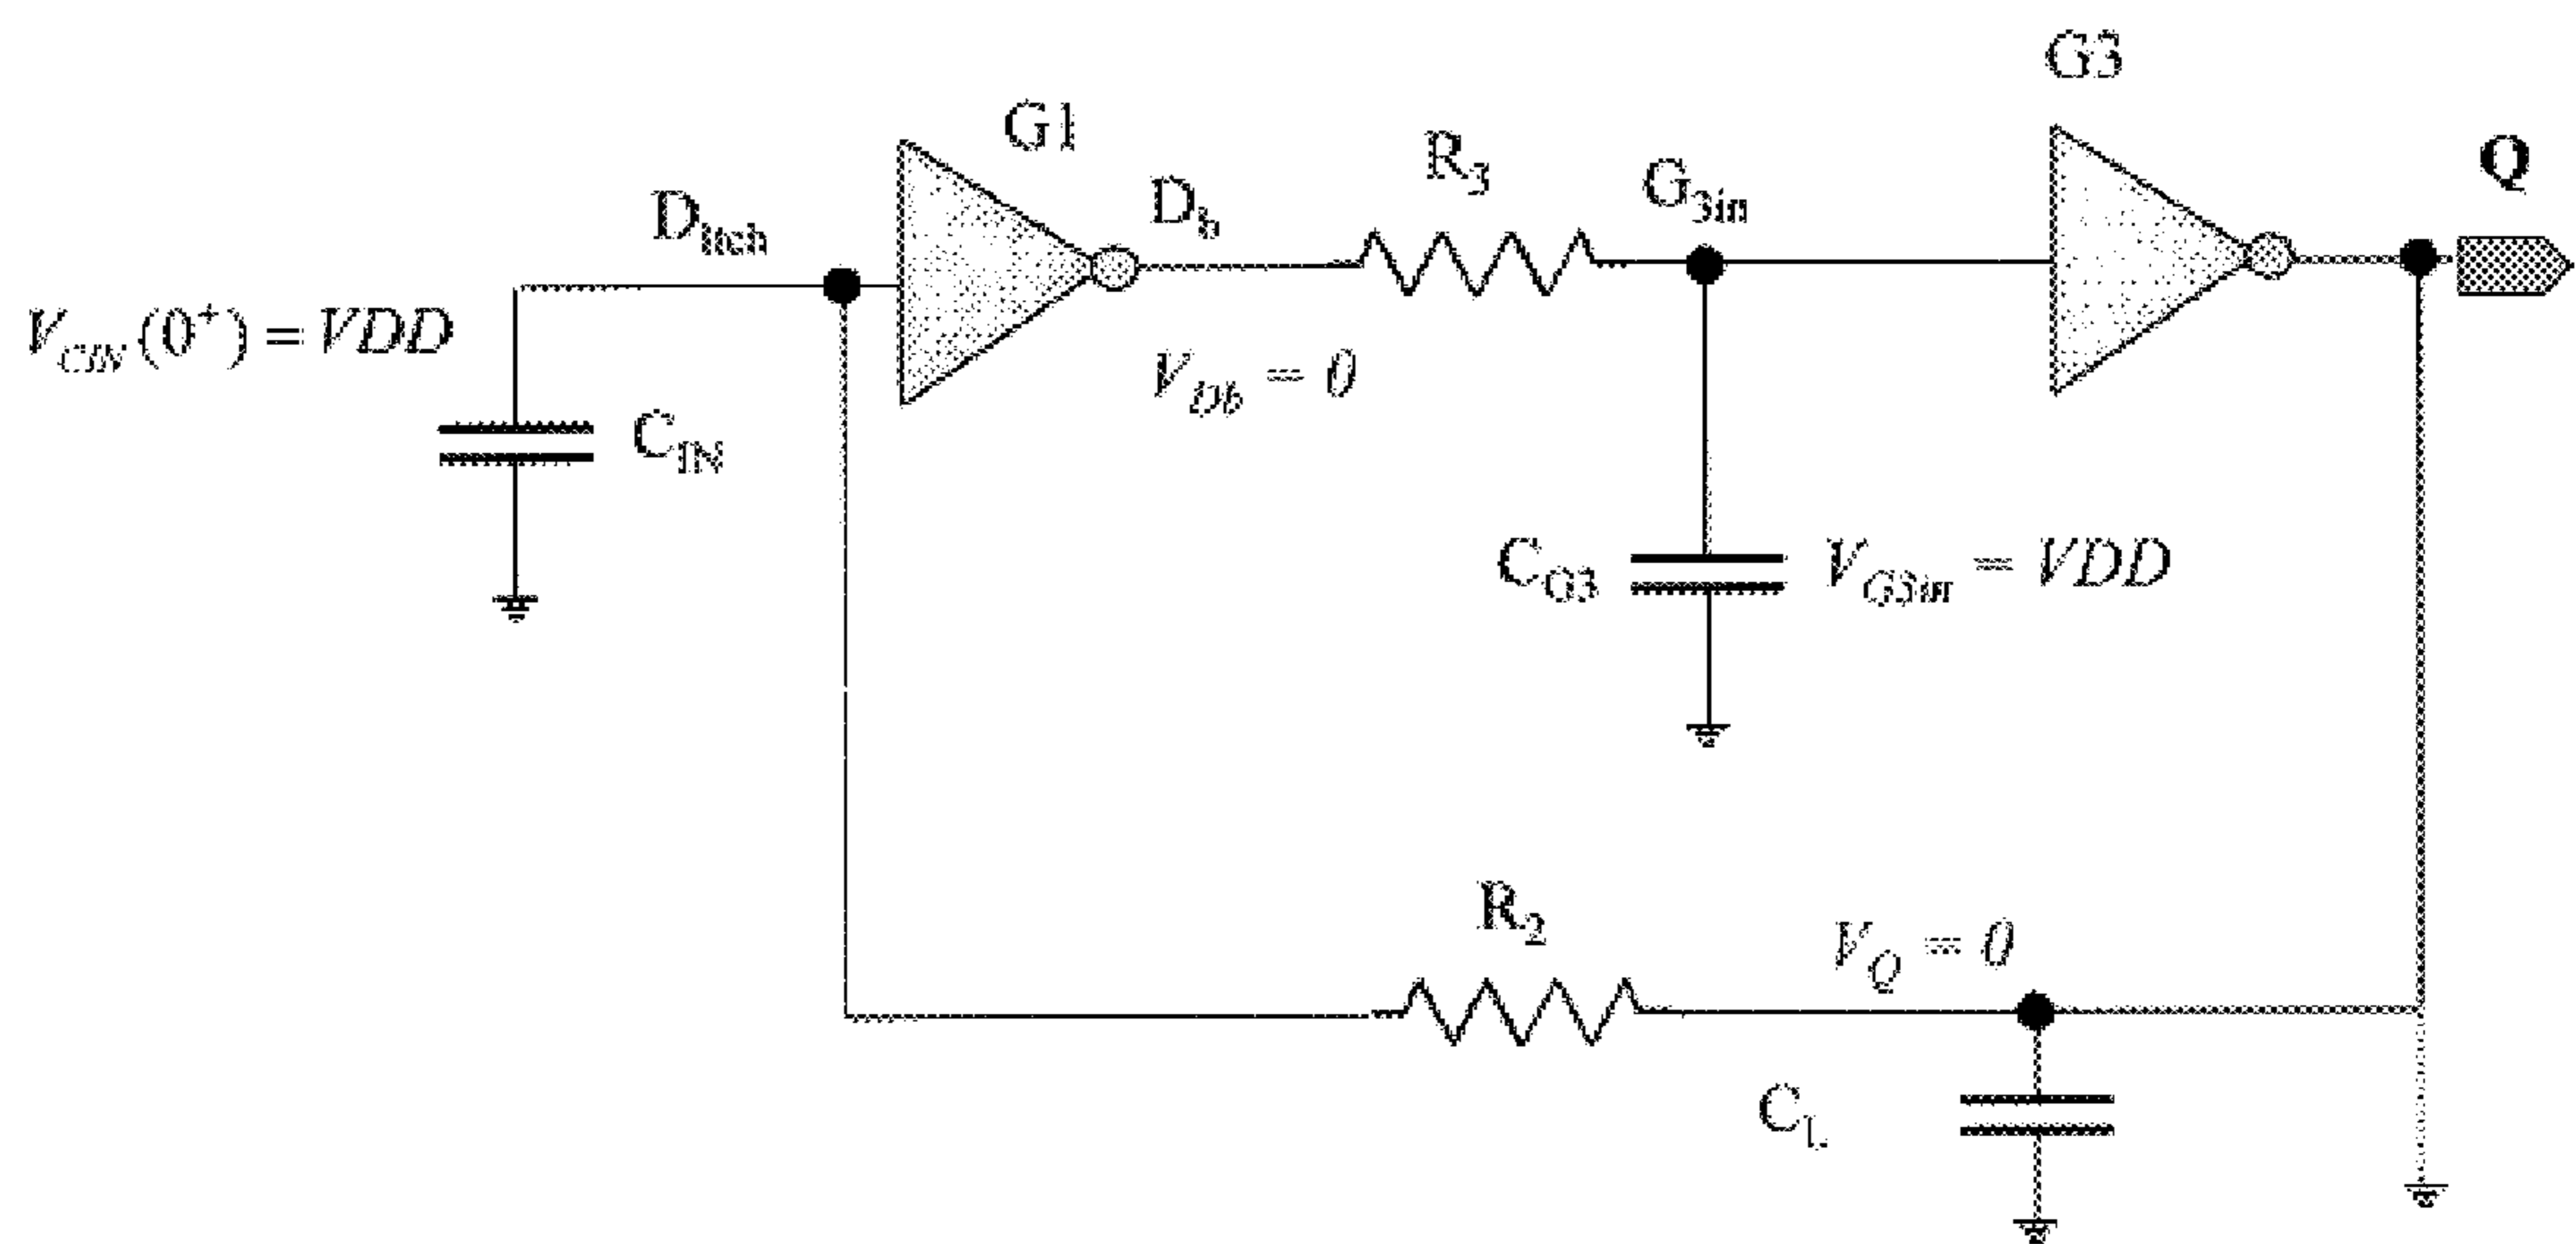 G3
G1
Q
R3
Db
G3in
Dltch
VCIN(0+) = VDD
VDb = 0
CIN
CG3
VG3in = VDD
R2
VQ = 0
CL